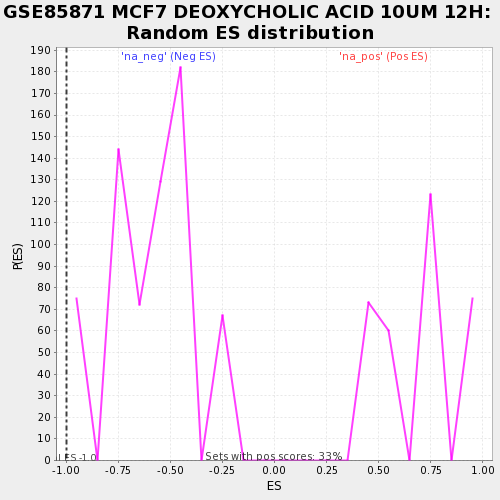 GSE85871 MCF7 DEOXYCHOLIC ACID 10UM 12H:
Random ES distribution
'na_neg' (Neg ES) 'na_pos' (Pos ES)
190
180
170
160
150
140
130
120
110
100
90
80
70
60
50
40
30
20
10
0
P(ES)
Sets with pos scores: 33%
-1.00 -0.75 -0.50 -0.25 0.00 0.25 0.50 0.75 1.00
ES